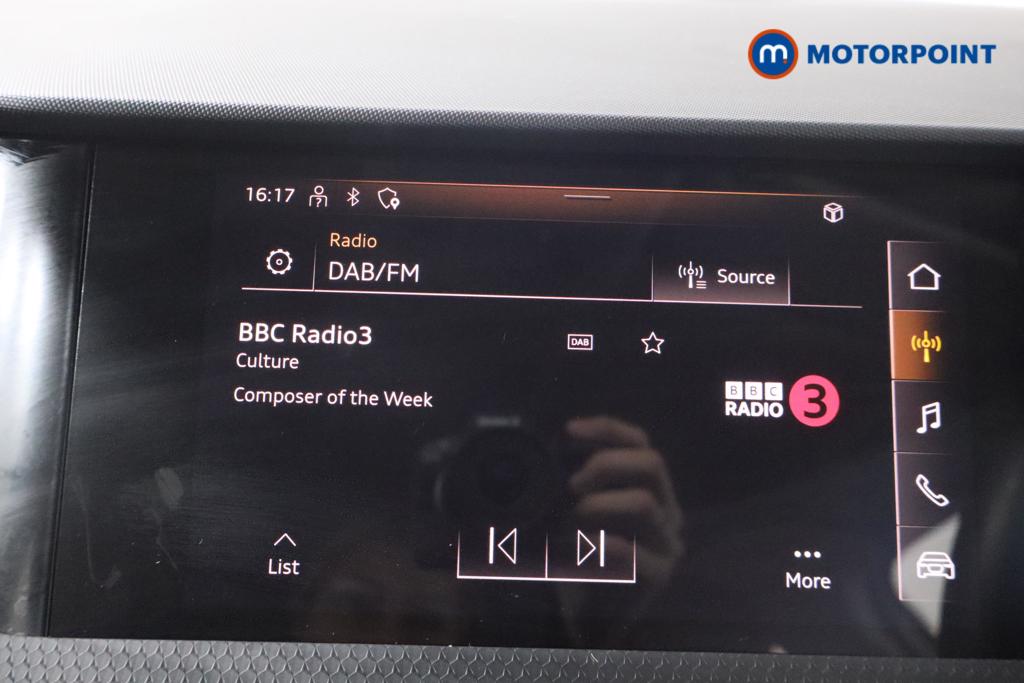 m MOTORPOINT
16:17
Radio
DAB/FM
Source
BBC Radio3
DAB
Culture
Composer of the Week
BBC
RADIO 3
List
More